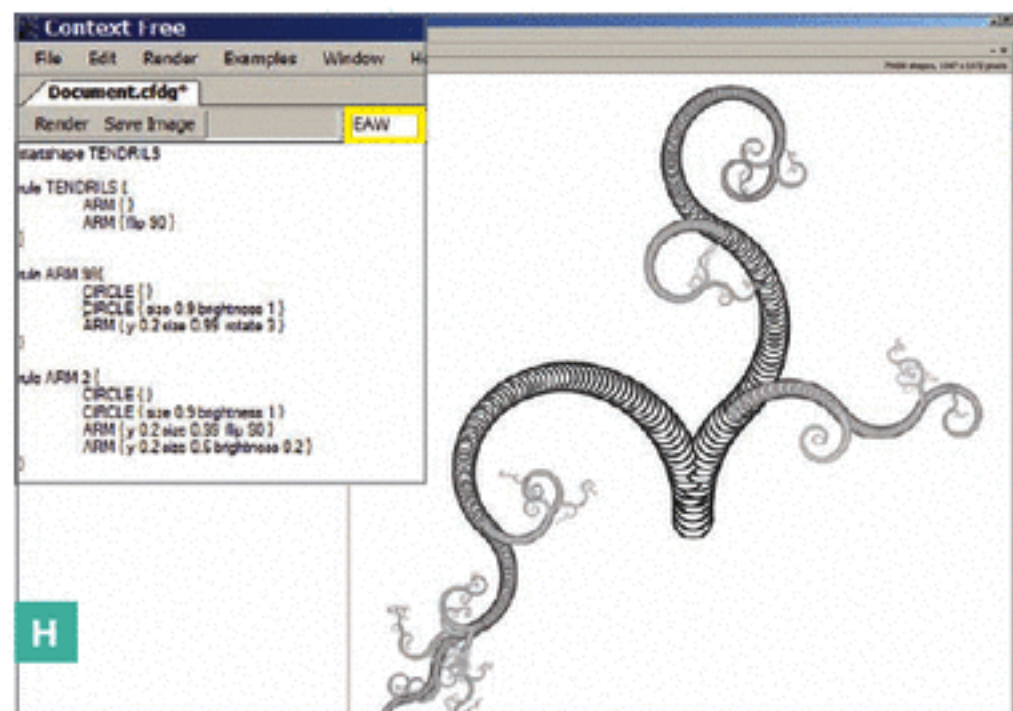 Context Free
File Edit Render Examples Window
Document.cfdg*
Render Save Image EAW
startshape TENDRILS
rule TENDRILS {
ARM { }
ARM { flip 90 }
}
rule ARM 98{
CIRCLE { }
CIRCLE { size 0.9 brightness 1 }
ARM { y 0.2 size 0.99 rotate 3 }
}
rule ARM 2 {
CIRCLE { }
CIRCLE { size 0.9 brightness 1 }
ARM { y 0.2 size 0.99 flip 90 }
ARM { y 0.2 size 0.6 brightness 0.2 }
}
H